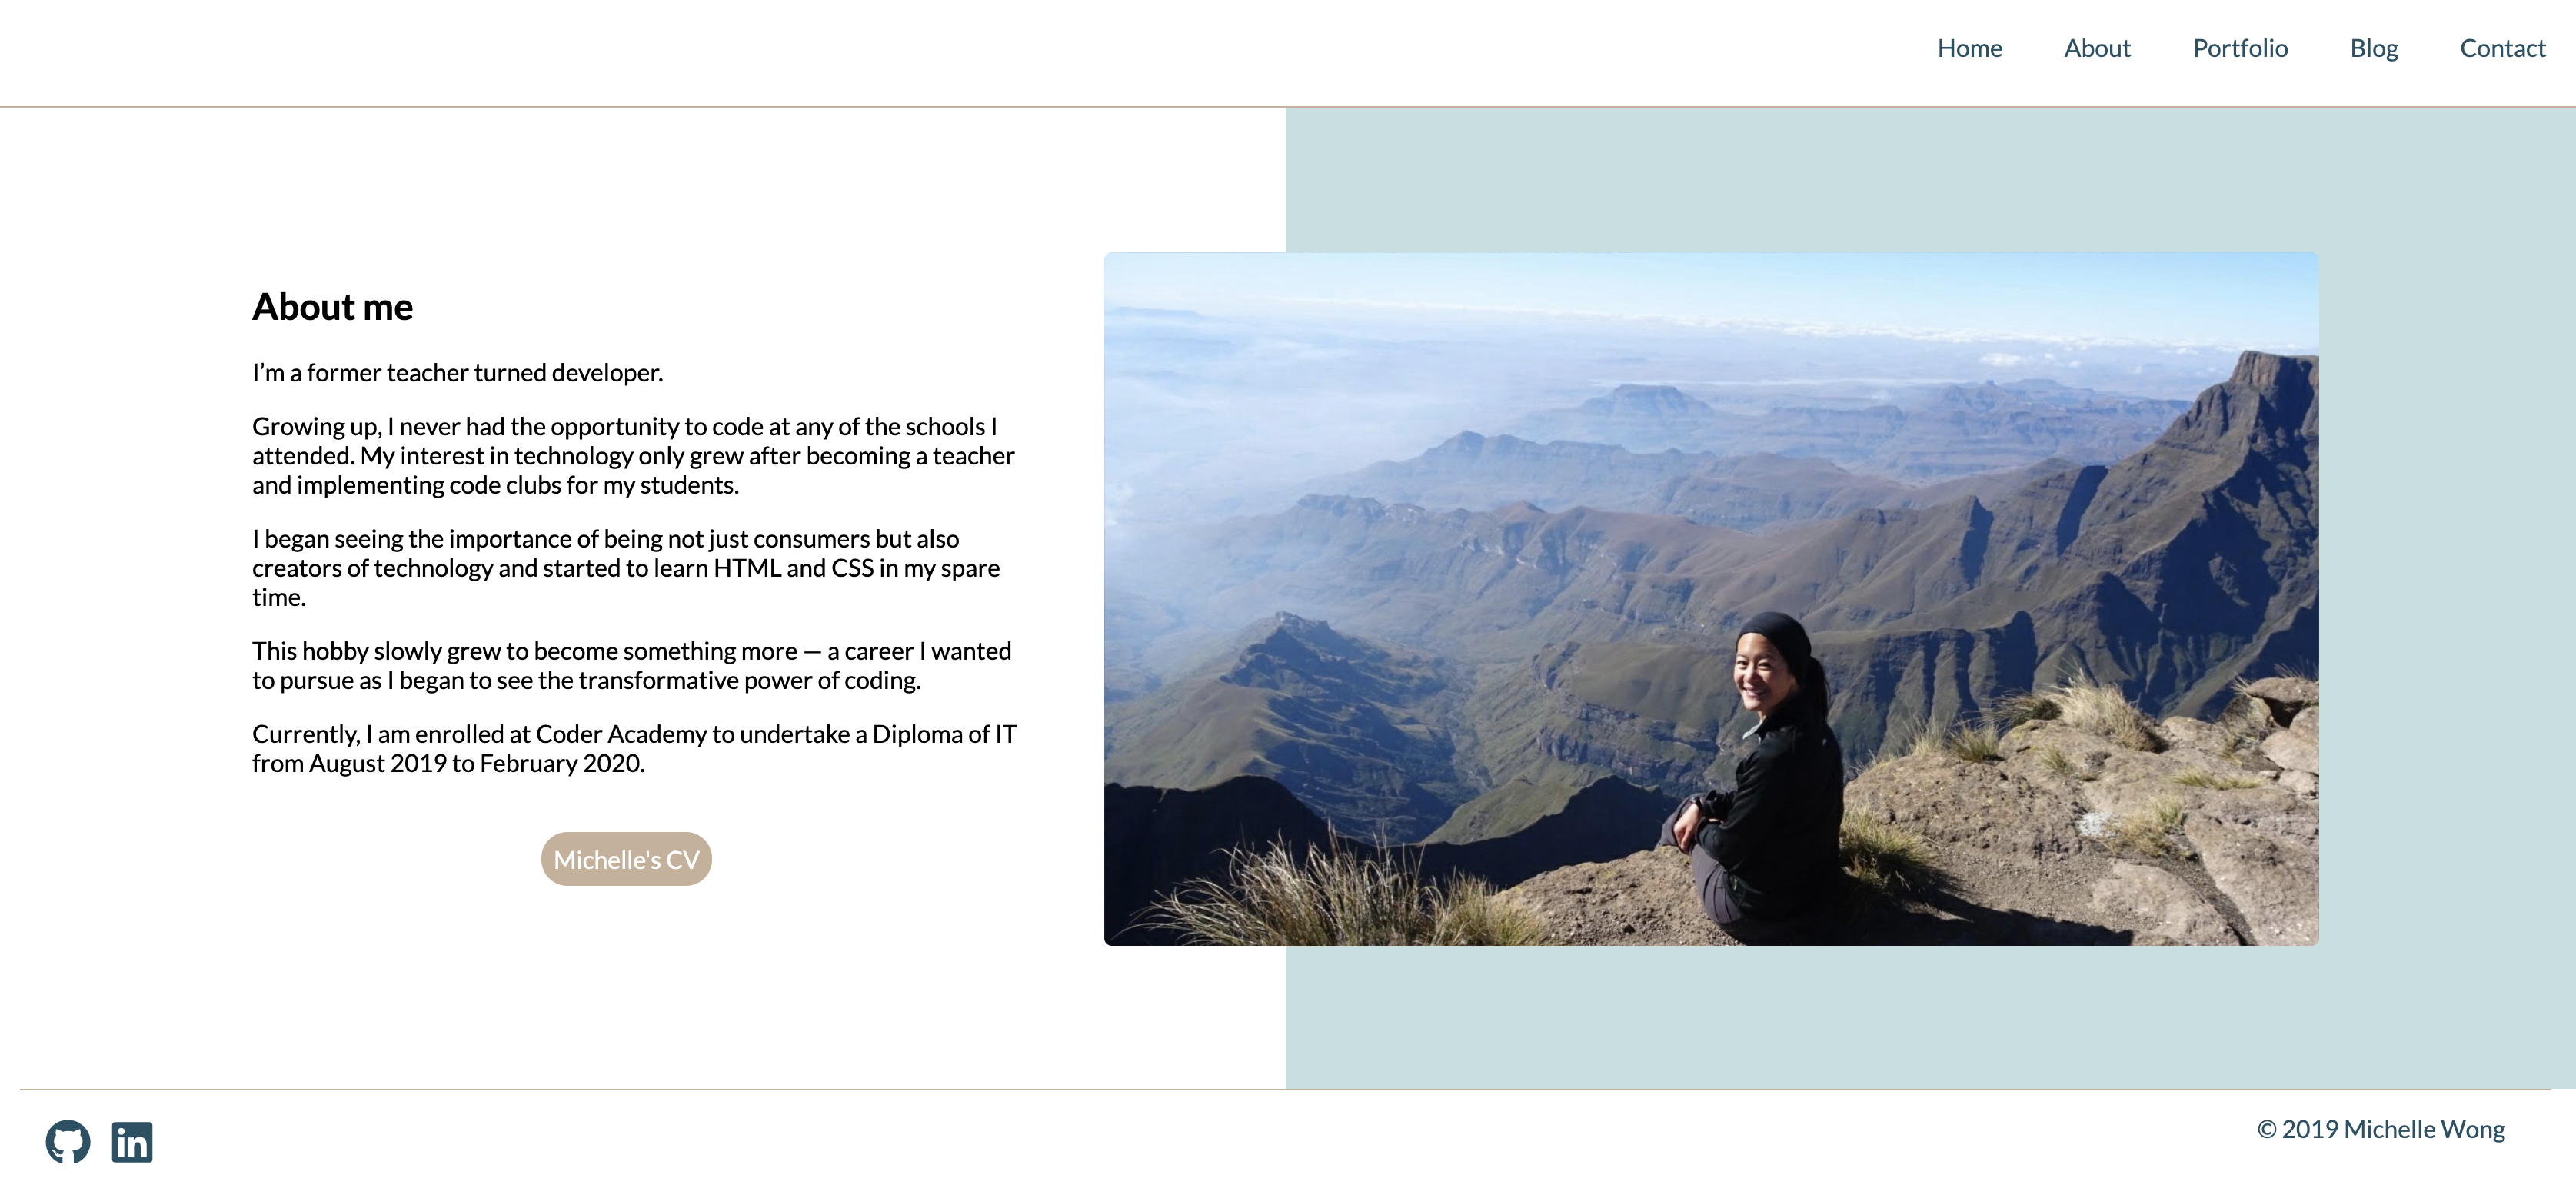 Home About Portfolio Blog Contact
About me
I’m a former teacher turned developer.
Growing up, I never had the opportunity to code at any of the schools I
attended. My interest in technology only grew after becoming a teacher
and implementing code clubs for my students.
I began seeing the importance of being not just consumers but also
creators of technology and started to learn HTML and CSS in my spare
time.
This hobby slowly grew to become something more — a career I wanted
to pursue as I began to see the transformative power of coding.
Currently, I am enrolled at Coder Academy to undertake a Diploma of IT
from August 2019 to February 2020.
Michelle's CV
in
© 2019 Michelle Wong